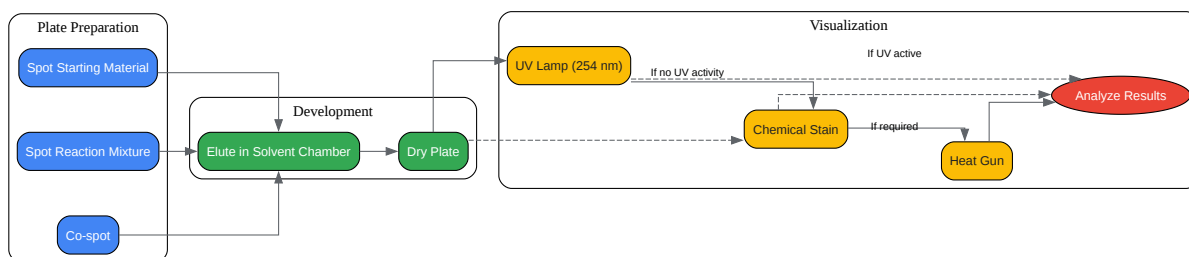 Plate Preparation
Spot Starting Material
Spot Reaction Mixture
Co-spot
Development
Elute in Solvent Chamber
Dry Plate
Visualization
UV Lamp (254 nm)
If UV active
If no UV activity
Chemical Stain
If required
Heat Gun
Analyze Results